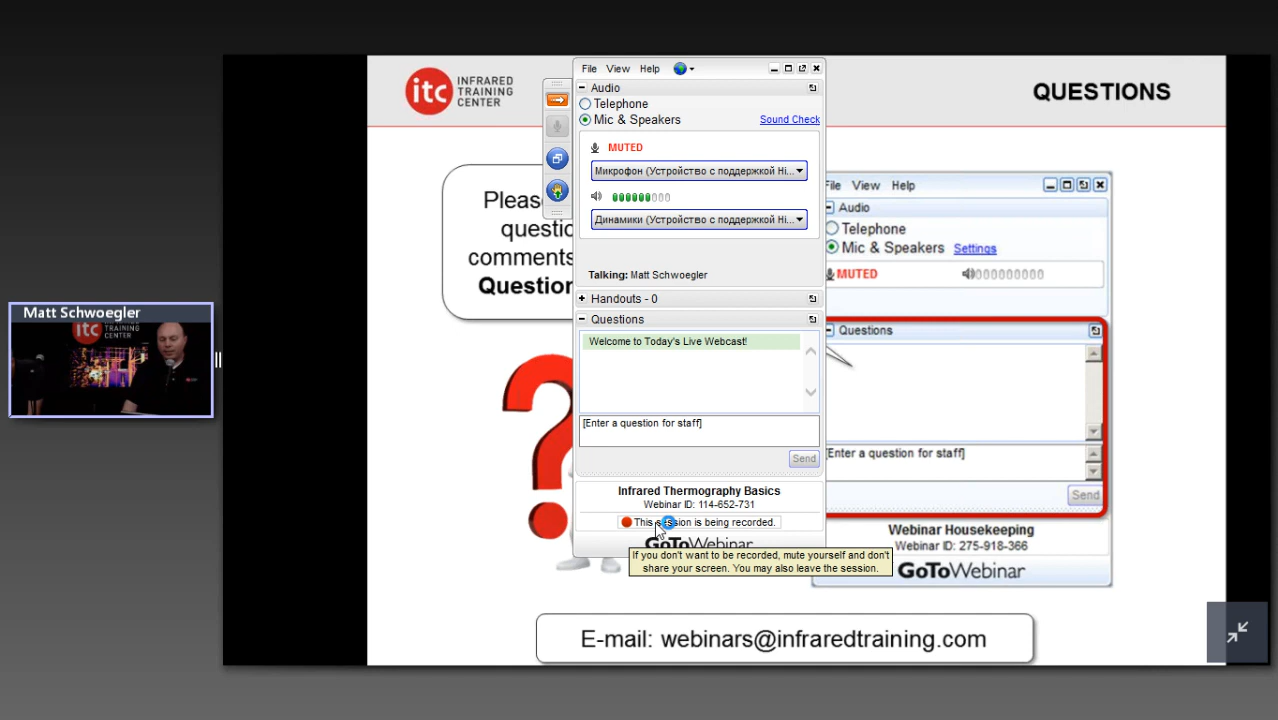 Matt Schwoegler
itc INFRARED
TRAINING
CENTER
itc INFRARED
TRAINING
CENTER
QUESTIONS
Pleas
questio
comments
Question
File View Help
Audio
Telephone
Mic & Speakers Sound Check
MUTED
Микрофон (Устройство с поддержкой Hi...
Динамики (Устройство с поддержкой Hi...
Talking: Matt Schwoegler
Handouts - 0
Questions
Welcome to Today's Live Webcast!
[Enter a question for staff]
Send
Infrared Thermography Basics
Webinar ID: 114-652-731
This session is being recorded.
GoToWebinar
If you don't want to be recorded, mute yourself and don't
share your screen. You may also leave the session.
File View Help
Audio
Telephone
Mic & Speakers Settings
MUTED
Questions
[Enter a question for staff]
Send
Webinar Housekeeping
Webinar ID: 275-918-366
GoToWebinar
E-mail: webinars@infraredtraining.com